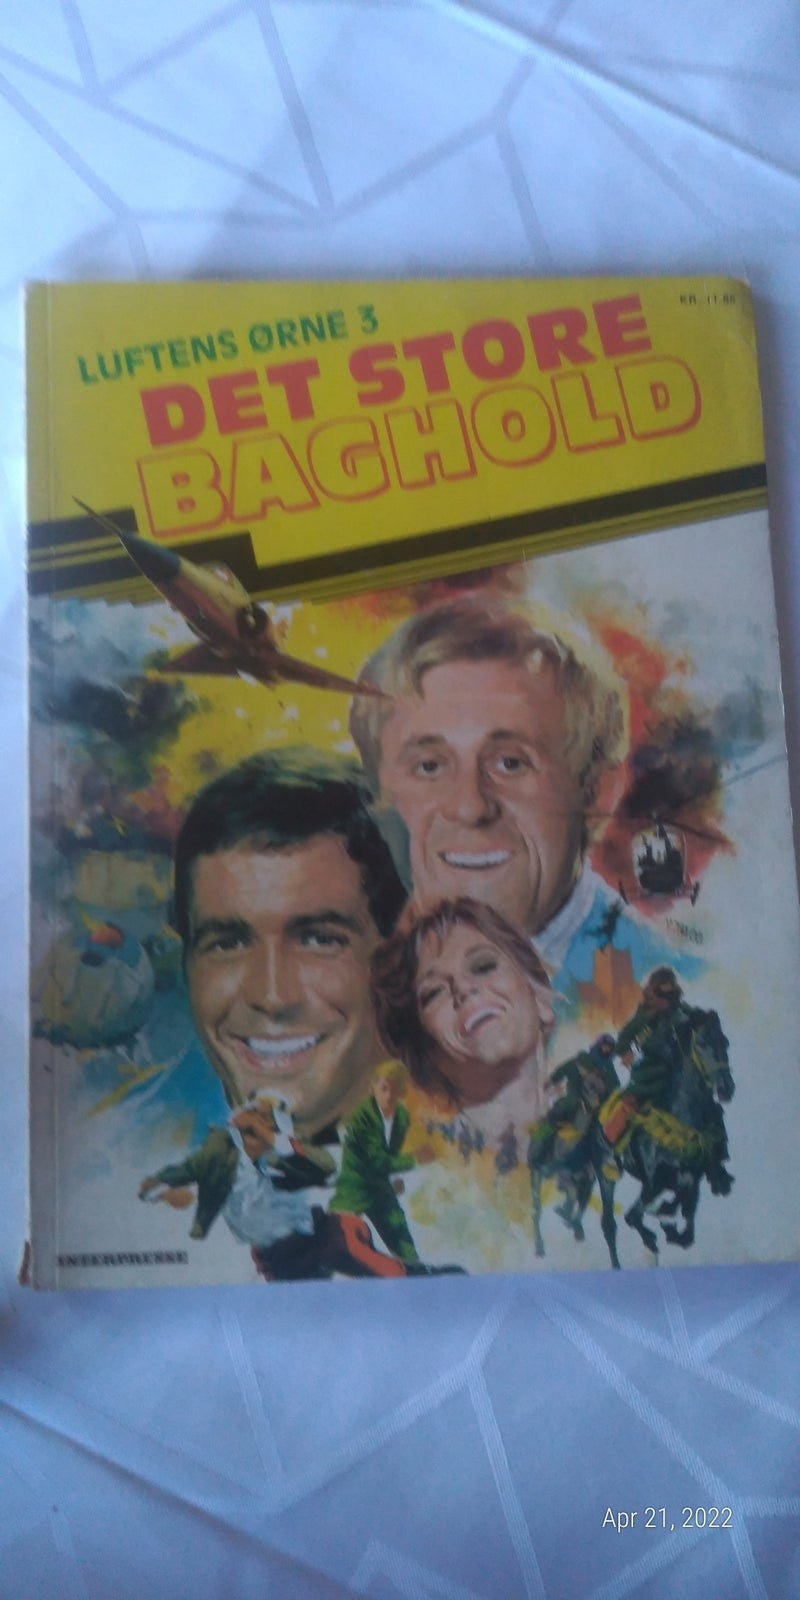 LUFTENS ØRNE 3
DET STORE
BAGHOLD
INTERPRESSE
Apr 21, 2022